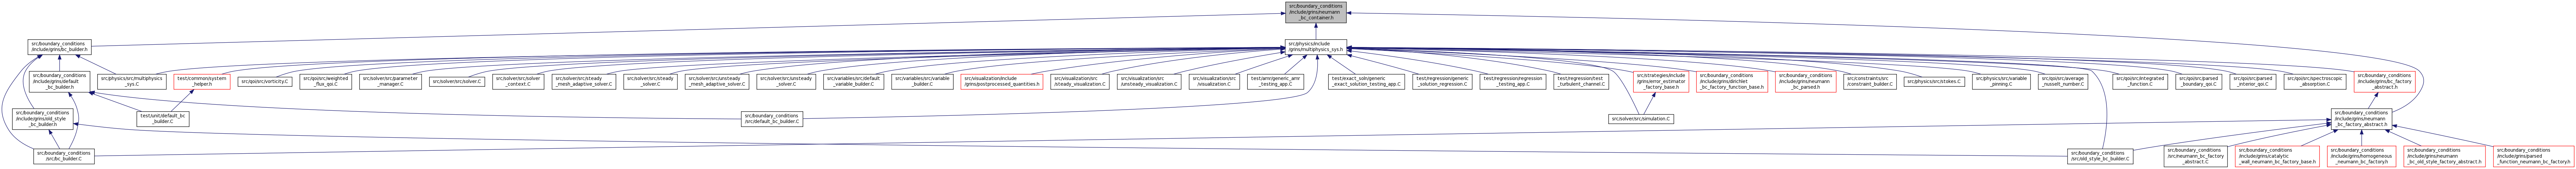 src/boundary_conditions
/include/grins/neumann
_bc_container.h
src/boundary_conditions
/include/grins/bc_builder.h
src/physics/include
/grins/multiphysics_sys.h
src/boundary_conditions
/include/grins/default
_bc_builder.h
src/physics/src/multiphysics
_sys.C
test/common/system
_helper.h
src/qoi/src/vorticity.C
src/qoi/src/weighted
_flux_qoi.C
src/solver/src/parameter
_manager.C
src/solver/src/solver.C
src/solver/src/solver
_context.C
src/solver/src/steady
_mesh_adaptive_solver.C
src/solver/src/steady
_solver.C
src/solver/src/unsteady
_mesh_adaptive_solver.C
src/solver/src/unsteady
_solver.C
src/variables/src/default
_variable_builder.C
src/variables/src/variable
_builder.C
src/visualization/include
/grins/postprocessed_quantities.h
src/visualization/src
/steady_visualization.C
src/visualization/src
/unsteady_visualization.C
src/visualization/src
/visualization.C
test/amr/generic_amr
_testing_app.C
test/exact_soln/generic
_exact_solution_testing_app.C
test/regression/generic
_solution_regression.C
test/regression/regression
_testing_app.C
test/regression/test
_turbulent_channel.C
src/strategies/include
/grins/error_estimator
_factory_base.h
src/boundary_conditions
/include/grins/dirichlet
_bc_factory_function_base.h
src/boundary_conditions
/include/grins/neumann
_bc_parsed.h
src/constraints/src
/constraint_builder.C
src/physics/src/stokes.C
src/physics/src/variable
_pinning.C
src/qoi/src/average
_nusselt_number.C
src/qoi/src/integrated
_function.C
src/qoi/src/parsed
_boundary_qoi.C
src/qoi/src/parsed
_interior_qoi.C
src/qoi/src/spectroscopic
_absorption.C
src/boundary_conditions
/include/grins/bc_factory
_abstract.h
src/boundary_conditions
/include/grins/old_style
_bc_builder.h
test/unit/default_bc
_builder.C
src/boundary_conditions
/src/default_bc_builder.C
src/solver/src/simulation.C
src/boundary_conditions
/include/grins/neumann
_bc_factory_abstract.h
src/boundary_conditions
/src/bc_builder.C
src/boundary_conditions
/src/old_style_bc_builder.C
src/boundary_conditions
/src/neumann_bc_factory
_abstract.C
src/boundary_conditions
/include/grins/catalytic
_wall_neumann_bc_factory_base.h
src/boundary_conditions
/include/grins/homogeneous
_neumann_bc_factory.h
src/boundary_conditions
/include/grins/neumann
_bc_old_style_factory_abstract.h
src/boundary_conditions
/include/grins/parsed
_function_neumann_bc_factory.h